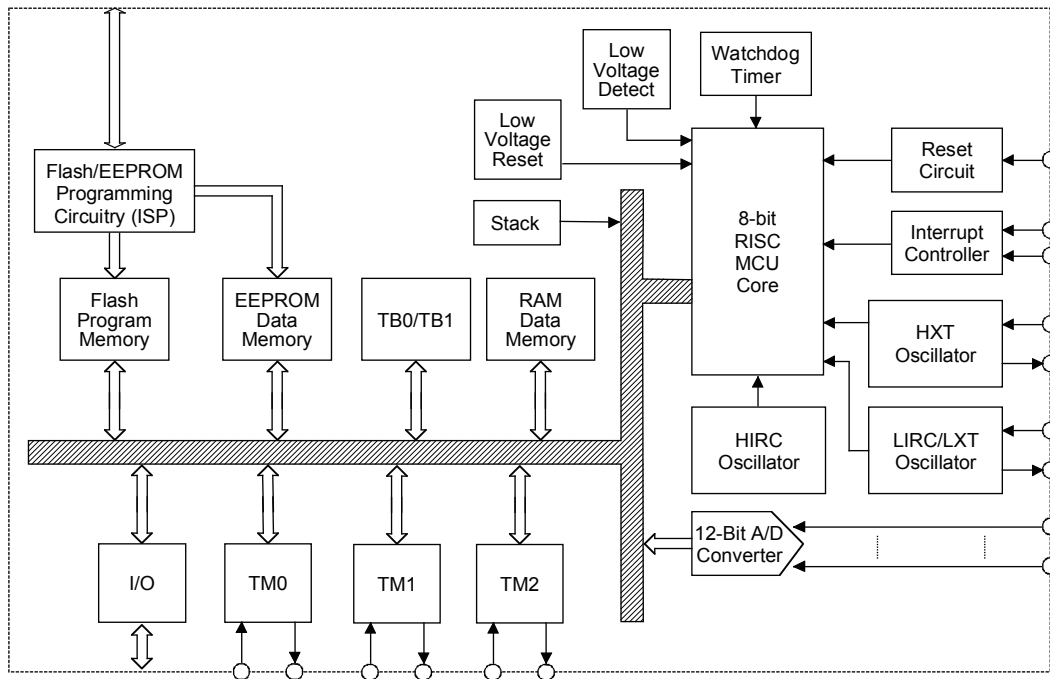 Low
Voltage
Detect
Watchdog
Timer
Low
Voltage
Reset
Flash/EEPROM
Programming
Circuitry (ISP)
Stack
8-bit
RISC
MCU
Core
Reset
Circuit
Interrupt
Controller
Flash
Program
Memory
EEPROM
Data
Memory
TB0/TB1
RAM
Data
Memory
HXT
Oscillator
HIRC
Oscillator
LIRC/LXT
Oscillator
12-Bit A/D
Converter
I/O
TM0
TM1
TM2